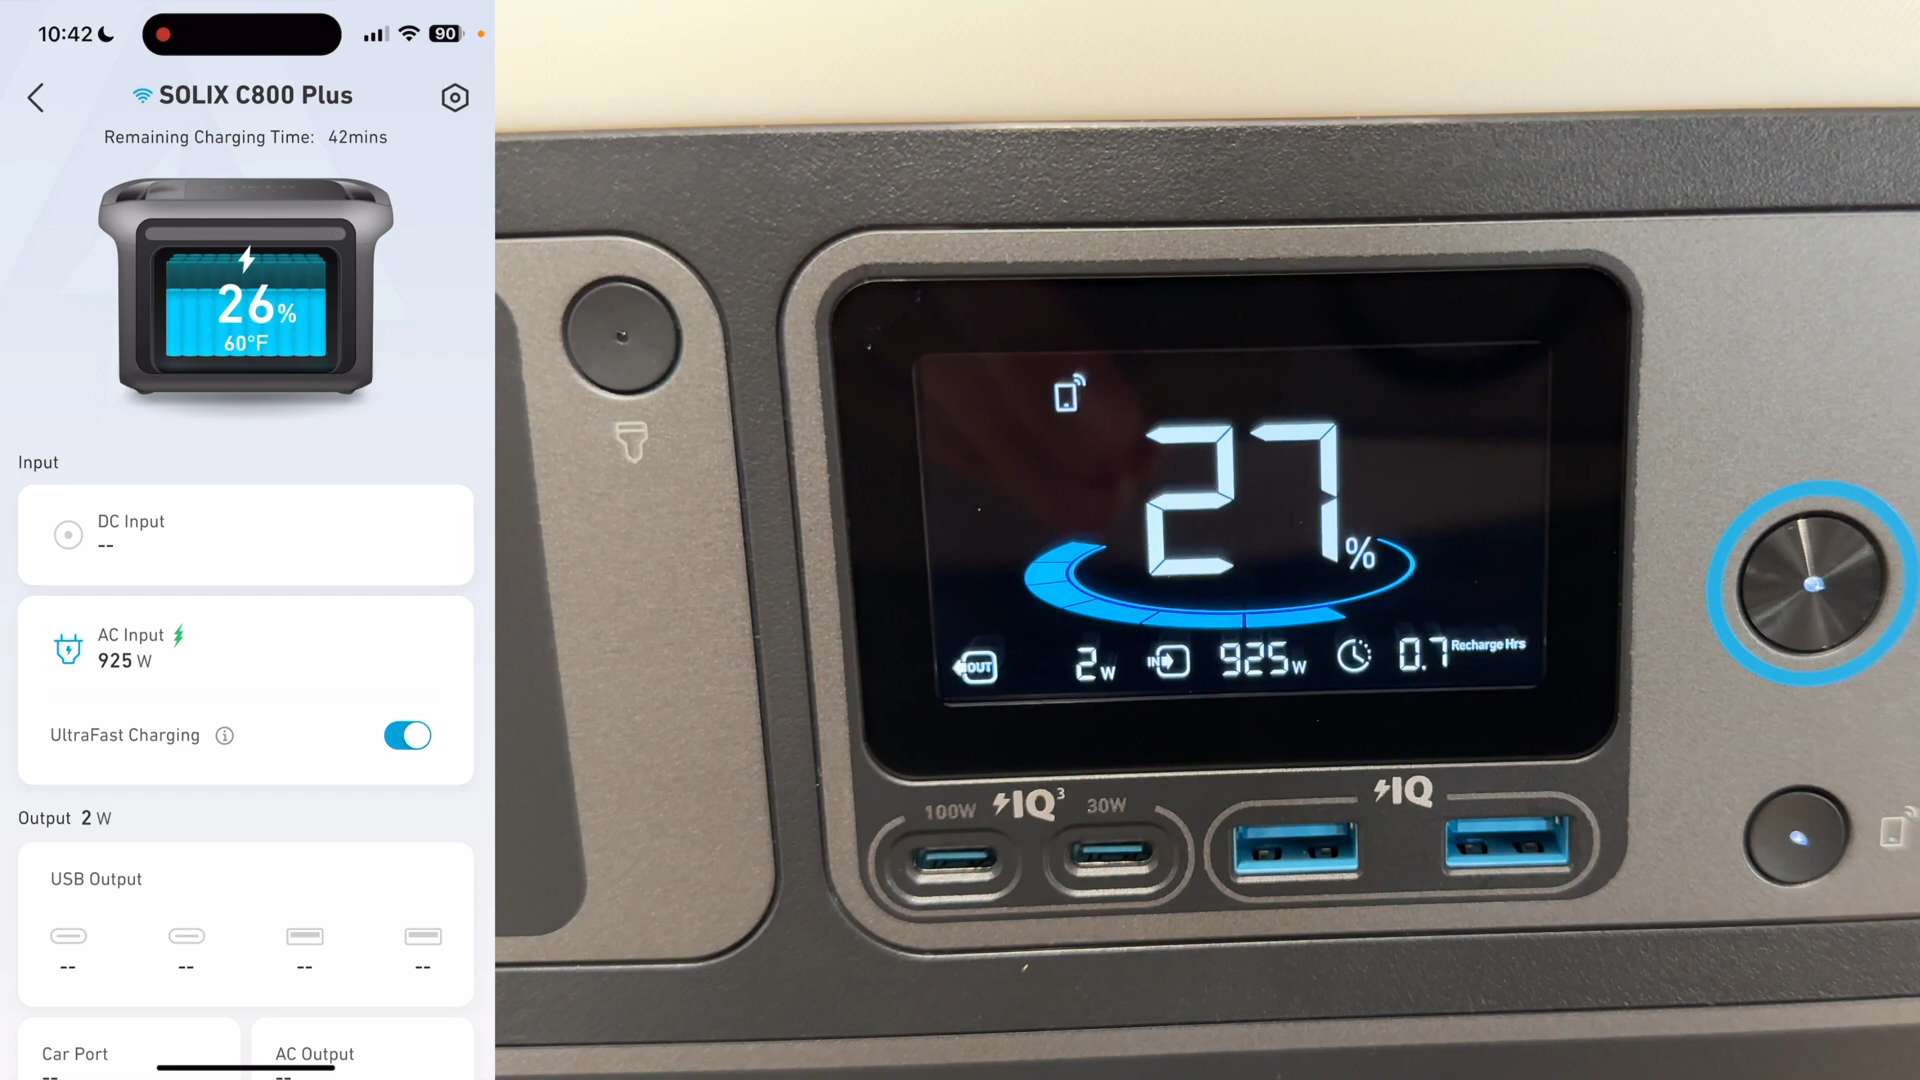 10:42
90
SOLIX C800 Plus
Remaining Charging Time: 42mins
26%
60°F
Input
DC Input
--
AC Input
925 W
UltraFast Charging
Output 2 W
USB Output
-- -- -- --
Car Port
--
AC Output
--
27%
OUT 2W IN 925W 0.7 Recharge Hrs
100W IQ3 30W
IQ